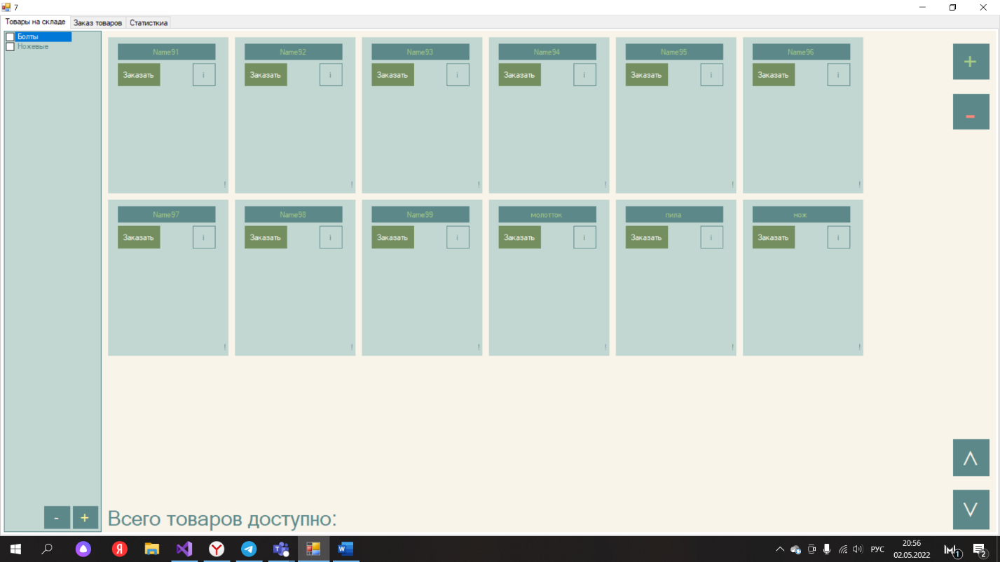 7
Товары на складе Заказ товаров Статисткиа
Болты
Ножевые
Name91 Name92 Name93 Name94 Name95 Name96
Заказать i Заказать i Заказать i Заказать i Заказать i Заказать i
! ! ! ! ! !
Name97 Name98 Name99 молотток пила нож
Заказать i Заказать i Заказать i Заказать i Заказать i Заказать i
! ! ! ! ! !
+
-
- +
Всего товаров доступно:
РУС
20:56
02.05.2022
1
2